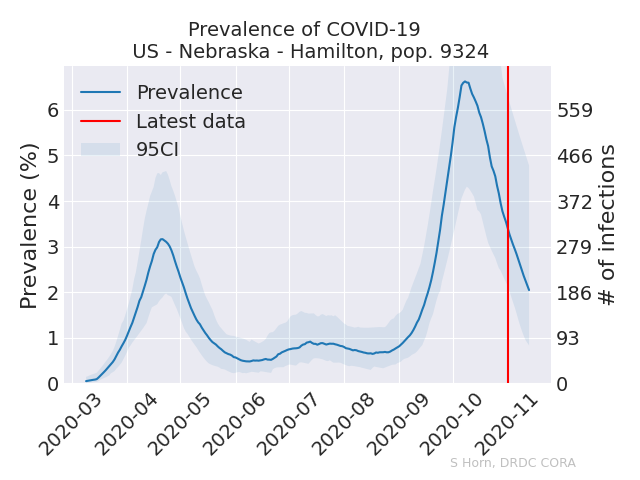 Prevalence of COVID-19
US - Nebraska - Hamilton, pop. 9324
Prevalence
Latest data
95CI
Prevalence (%)
6
5
4
3
2
1
0
559
466
372
279
186
93
0
# of infections
2020-03
2020-04
2020-05
2020-06
2020-07
2020-08
2020-09
2020-10
2020-11
S Horn, DRDC CORA